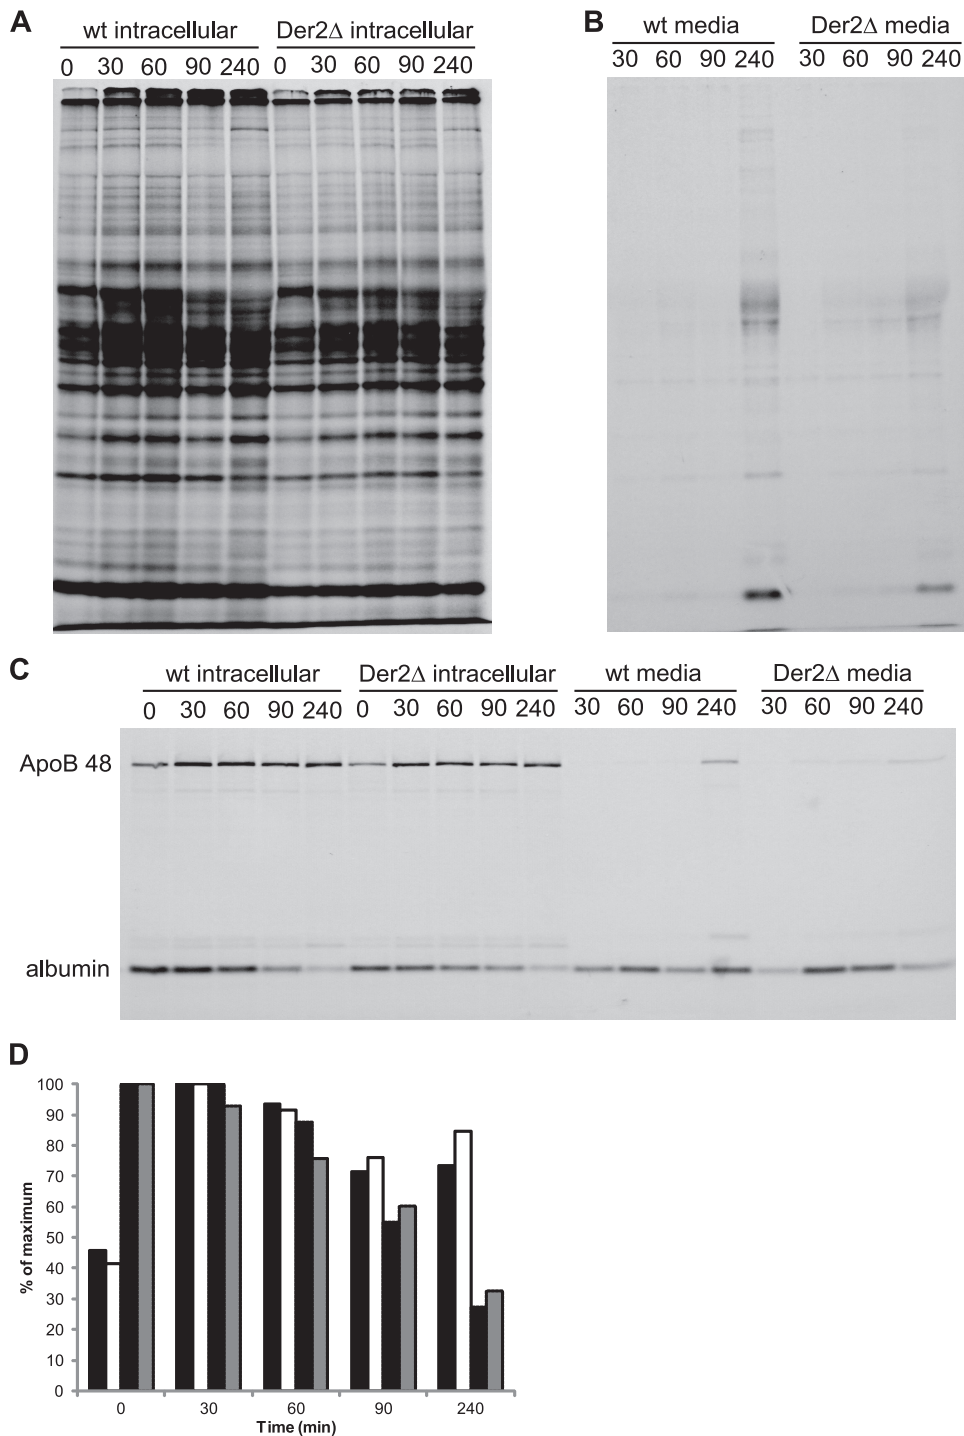 A
wt intracellular
Der2Δ intracellular
0 30 60 90 240 0 30 60 90 240
B
wt media
Der2Δ media
30 60 90 240 30 60 90 240
C
wt intracellular
Der2Δ intracellular
wt media
Der2Δ media
0 30 60 90 240 0 30 60 90 240 30 60 90 240 30 60 90 240
ApoB 48
albumin
D
100
90
80
70
60
50
40
30
20
10
0
% of maximum
0 30 60 90 240
Time (min)